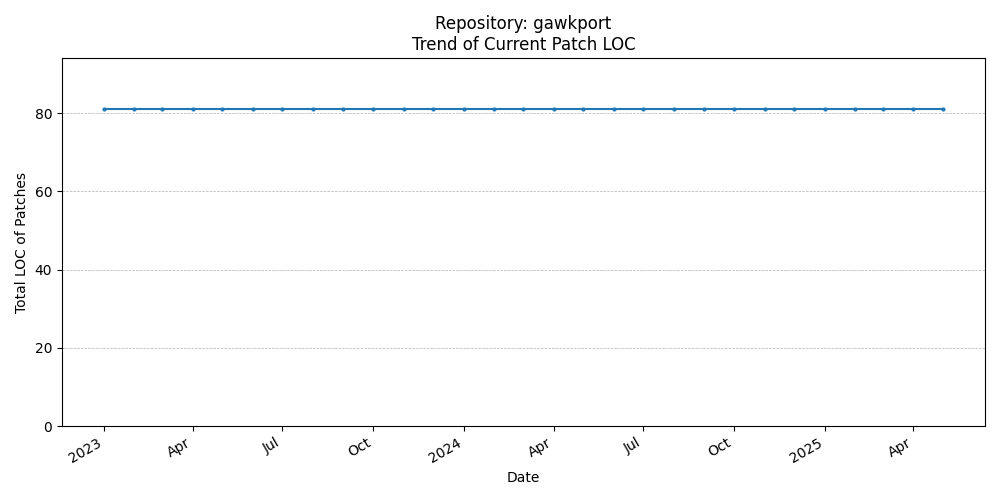 Repository: gawkport
Trend of Current Patch LOC
Total LOC of Patches
80
60
40
20
0
2023
Apr
Jul
Oct
2024
Apr
Jul
Oct
2025
Apr
Date